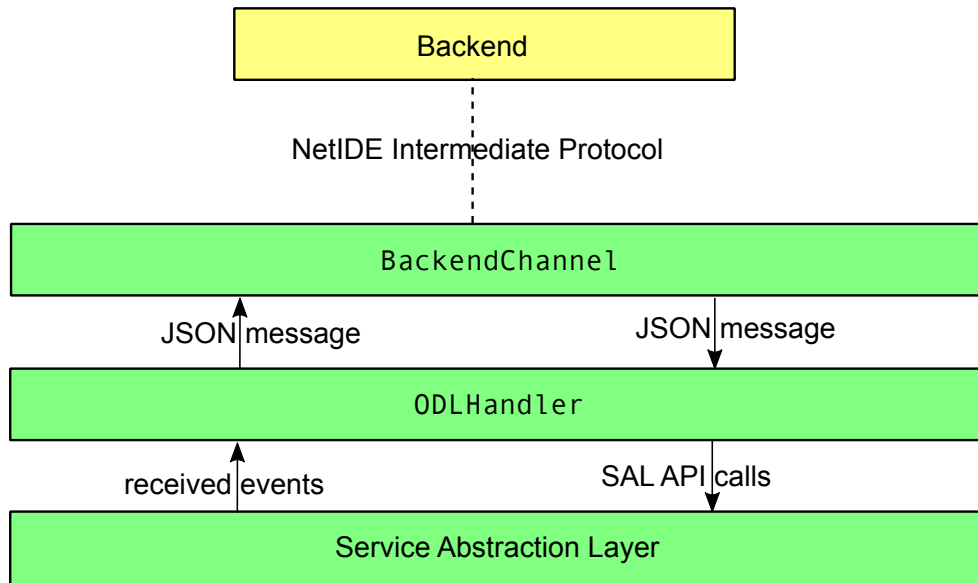 Backend
NetIDE Intermediate Protocol
BackendChannel
JSON message
JSON message
ODLHandler
received events
SAL API calls
Service Abstraction Layer